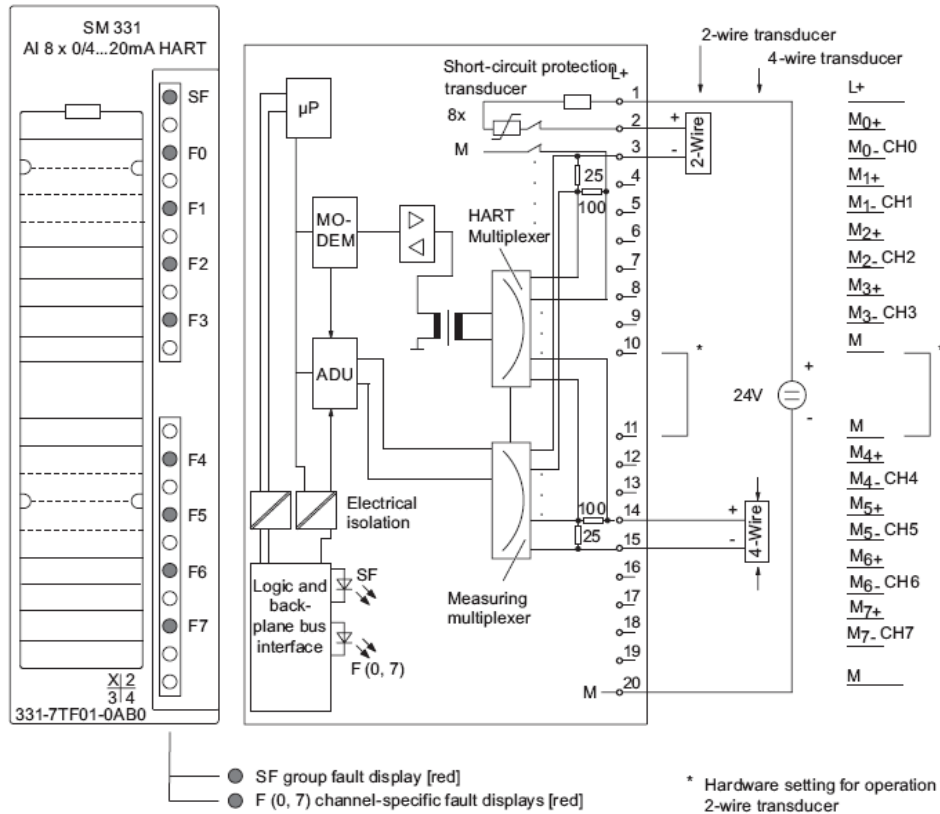 SM 331
AI 8 x 0/4...20mA HART
SF
F0
F1
F2
F3
F4
F5
F6
F7
X 2
3 4
331-7TF01-0AB0
µP
MO-
DEM
ADU
Electrical
isolation
Logic and
back-
plane bus
interface
SF
F (0, 7)
Short-circuit protection
transducer
8x
M
HART
Multiplexer
Measuring
multiplexer
25
100
100
25
L+
1
2
3
4
5
6
7
8
9
10
11
12
13
14
15
16
17
18
19
M
20
2-wire transducer
4-wire transducer
+
-
2-Wire
*
24V
+
-
+
-
4-Wire
L+
M0+
M0- CH0
M1+
M1- CH1
M2+
M2- CH2
M3+
M3- CH3
M
*
M
M4+
M4- CH4
M5+
M5- CH5
M6+
M6- CH6
M7+
M7- CH7
M
SF group fault display [red]
F (0, 7) channel-specific fault displays [red]
* Hardware setting for operation
2-wire transducer